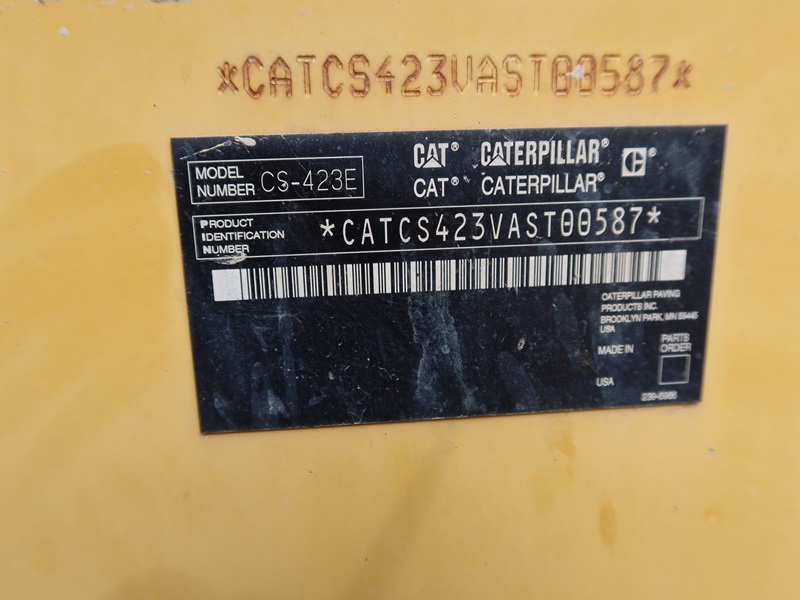 *CATCS423VAST00587*
MODEL NUMBER CS-423E
CAT® CATERPILLAR® C®
CAT® CATERPILLAR®
PRODUCT
IDENTIFICATION
NUMBER
*CATCS423VAST00587*
CATERPILLAR PAVING
PRODUCTS INC.
BROOKLYN PARK, MN 55445
USA
MADE IN
USA
PARTS
ORDER
239-5986